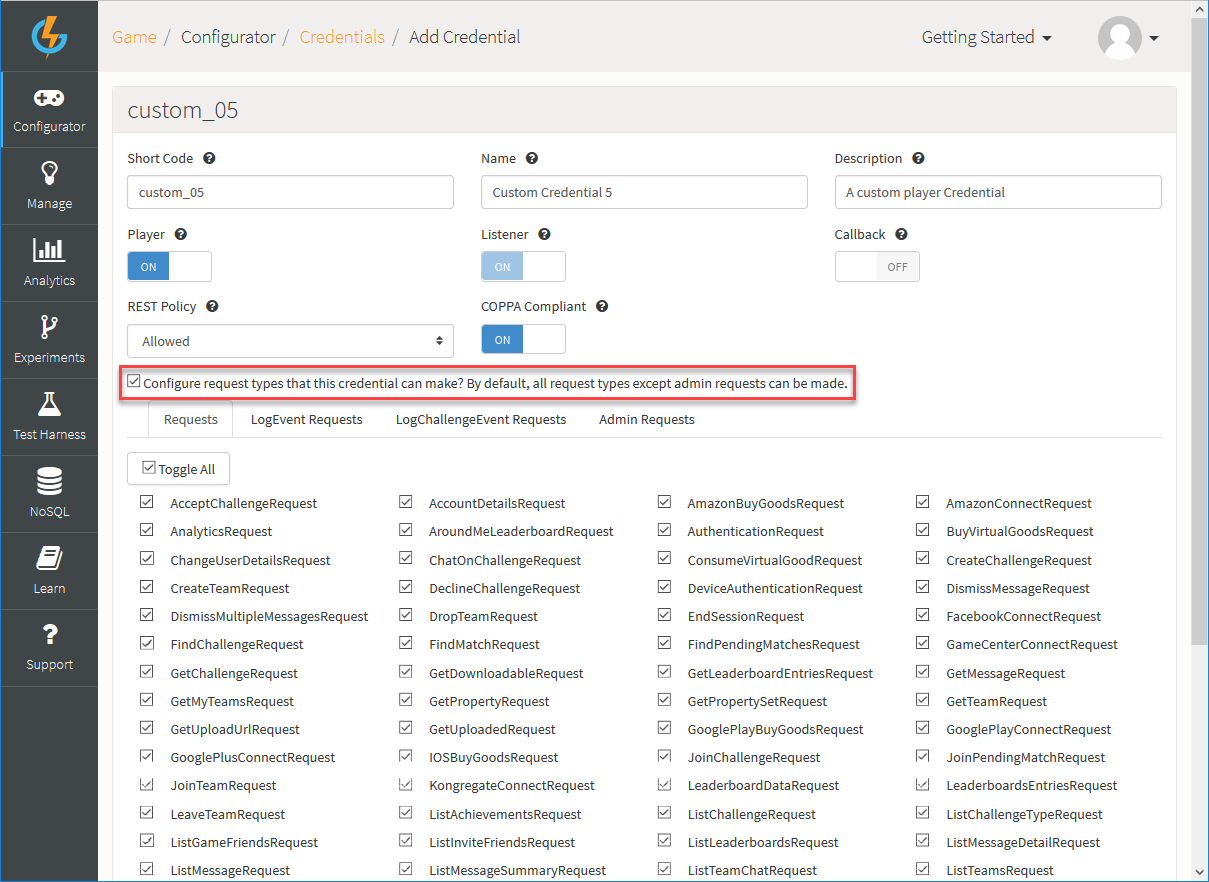 Game / Configurator / Credentials / Add Credential
Getting Started
Configurator
Manage
Analytics
Experiments
Test Harness
NoSQL
Learn
Support
custom_05
Short Code Name Description
custom_05 Custom Credential 5 A custom player Credential
Player Listener Callback
ON ON OFF
REST Policy COPPA Compliant
Allowed ON
Configure request types that this credential can make? By default, all request types except admin requests can be made.
Requests LogEvent Requests LogChallengeEvent Requests Admin Requests
Toggle All
AcceptChallengeRequest AccountDetailsRequest AmazonBuyGoodsRequest AmazonConnectRequest
AnalyticsRequest AroundMeLeaderboardRequest AuthenticationRequest BuyVirtualGoodsRequest
ChangeUserDetailsRequest ChatOnChallengeRequest ConsumeVirtualGoodRequest CreateChallengeRequest
CreateTeamRequest DeclineChallengeRequest DeviceAuthenticationRequest DismissMessageRequest
DismissMultipleMessagesRequest DropTeamRequest EndSessionRequest FacebookConnectRequest
FindChallengeRequest FindMatchRequest FindPendingMatchesRequest GameCenterConnectRequest
GetChallengeRequest GetDownloadableRequest GetLeaderboardEntriesRequest GetMessageRequest
GetMyTeamsRequest GetPropertyRequest GetPropertySetRequest GetTeamRequest
GetUploadUrlRequest GetUploadedRequest GooglePlayBuyGoodsRequest GooglePlayConnectRequest
GooglePlusConnectRequest IOSBuyGoodsRequest JoinChallengeRequest JoinPendingMatchRequest
JoinTeamRequest KongregateConnectRequest LeaderboardDataRequest LeaderboardsEntriesRequest
LeaveTeamRequest ListAchievementsRequest ListChallengeRequest ListChallengeTypeRequest
ListGameFriendsRequest ListInviteFriendsRequest ListLeaderboardsRequest ListMessageDetailRequest
ListMessageRequest ListMessageSummaryRequest ListTeamChatRequest ListTeamsRequest